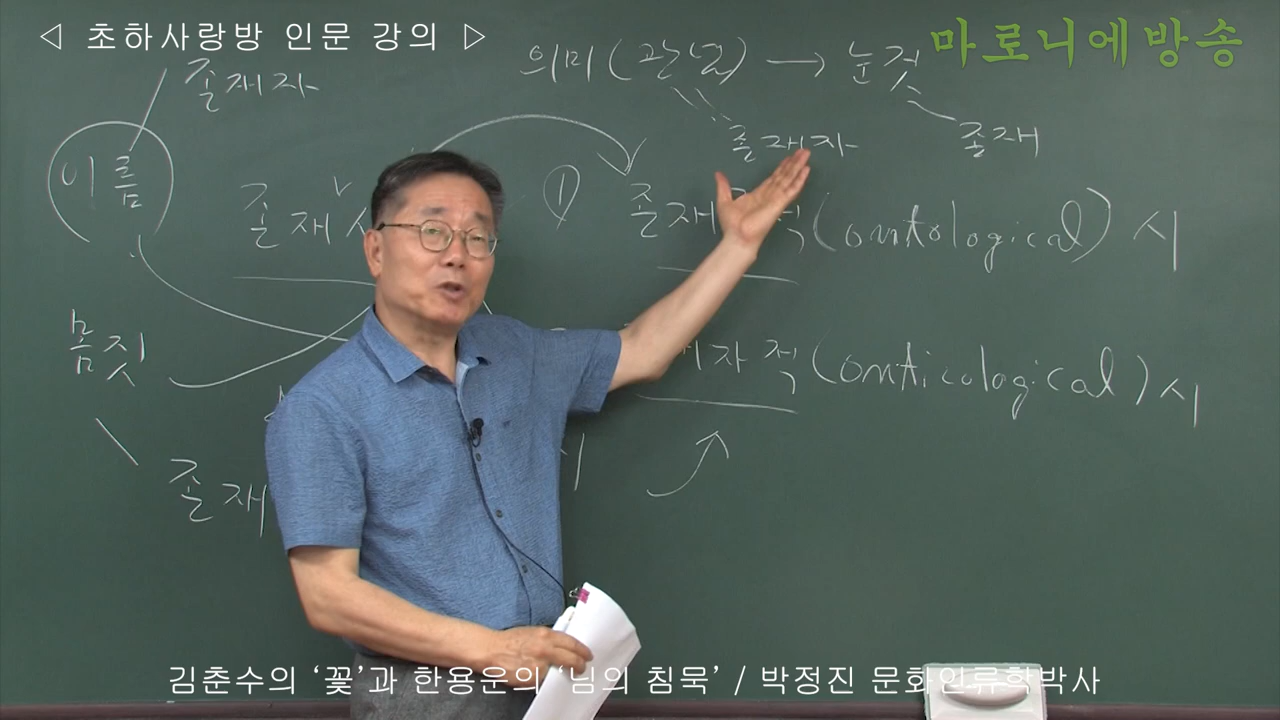 ◁ 초하사랑방 인문 강의 ▷
마로니에방송
의미(관념) → 눈짓
존재자
존재자
존재
이름
존재
①
존재
적(ontological) 시
몸짓
자적(onticological) 시
존재
김춘수의 ‘꽃’과 한용운의 ‘님의 침묵’ / 박정진 문화인류학박사